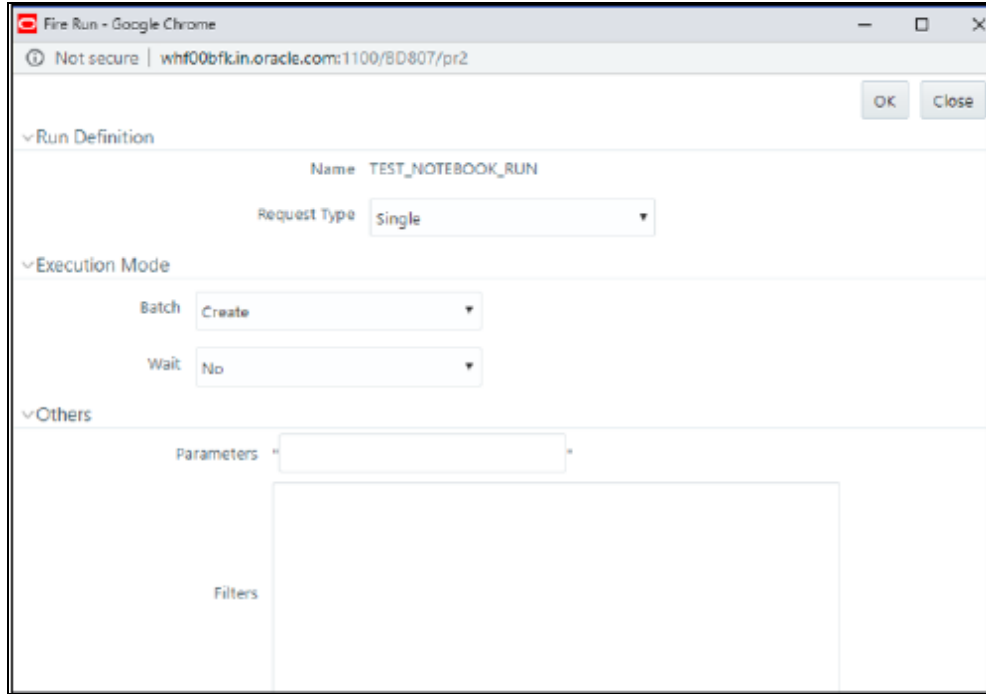 Fire Run - Google Chrome
Not secure | whf00bfk.in.oracle.com:1100/BD807/pr2
OK Close
Run Definition
Name TEST_NOTEBOOK_RUN
Request Type Single
Execution Mode
Batch Create
Wait No
Others
Parameters " "
Filters